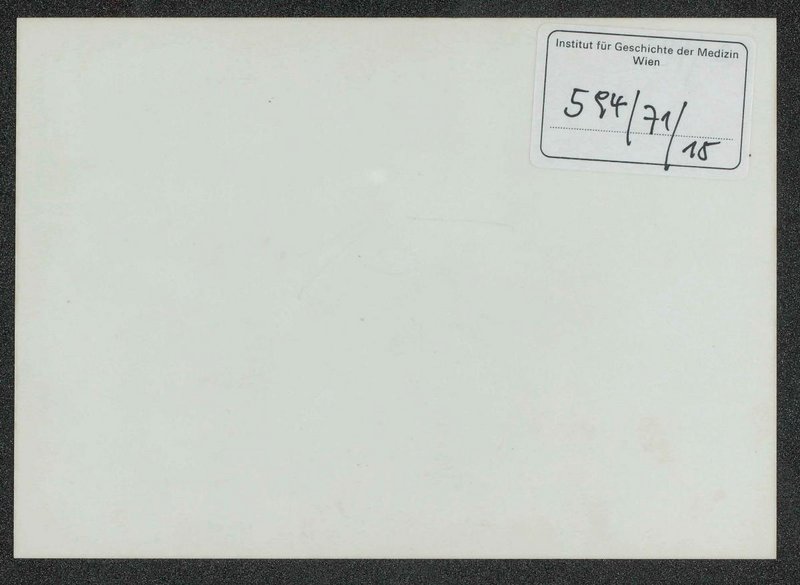 Institut für Geschichte der Medizin
Wien
594/71/15